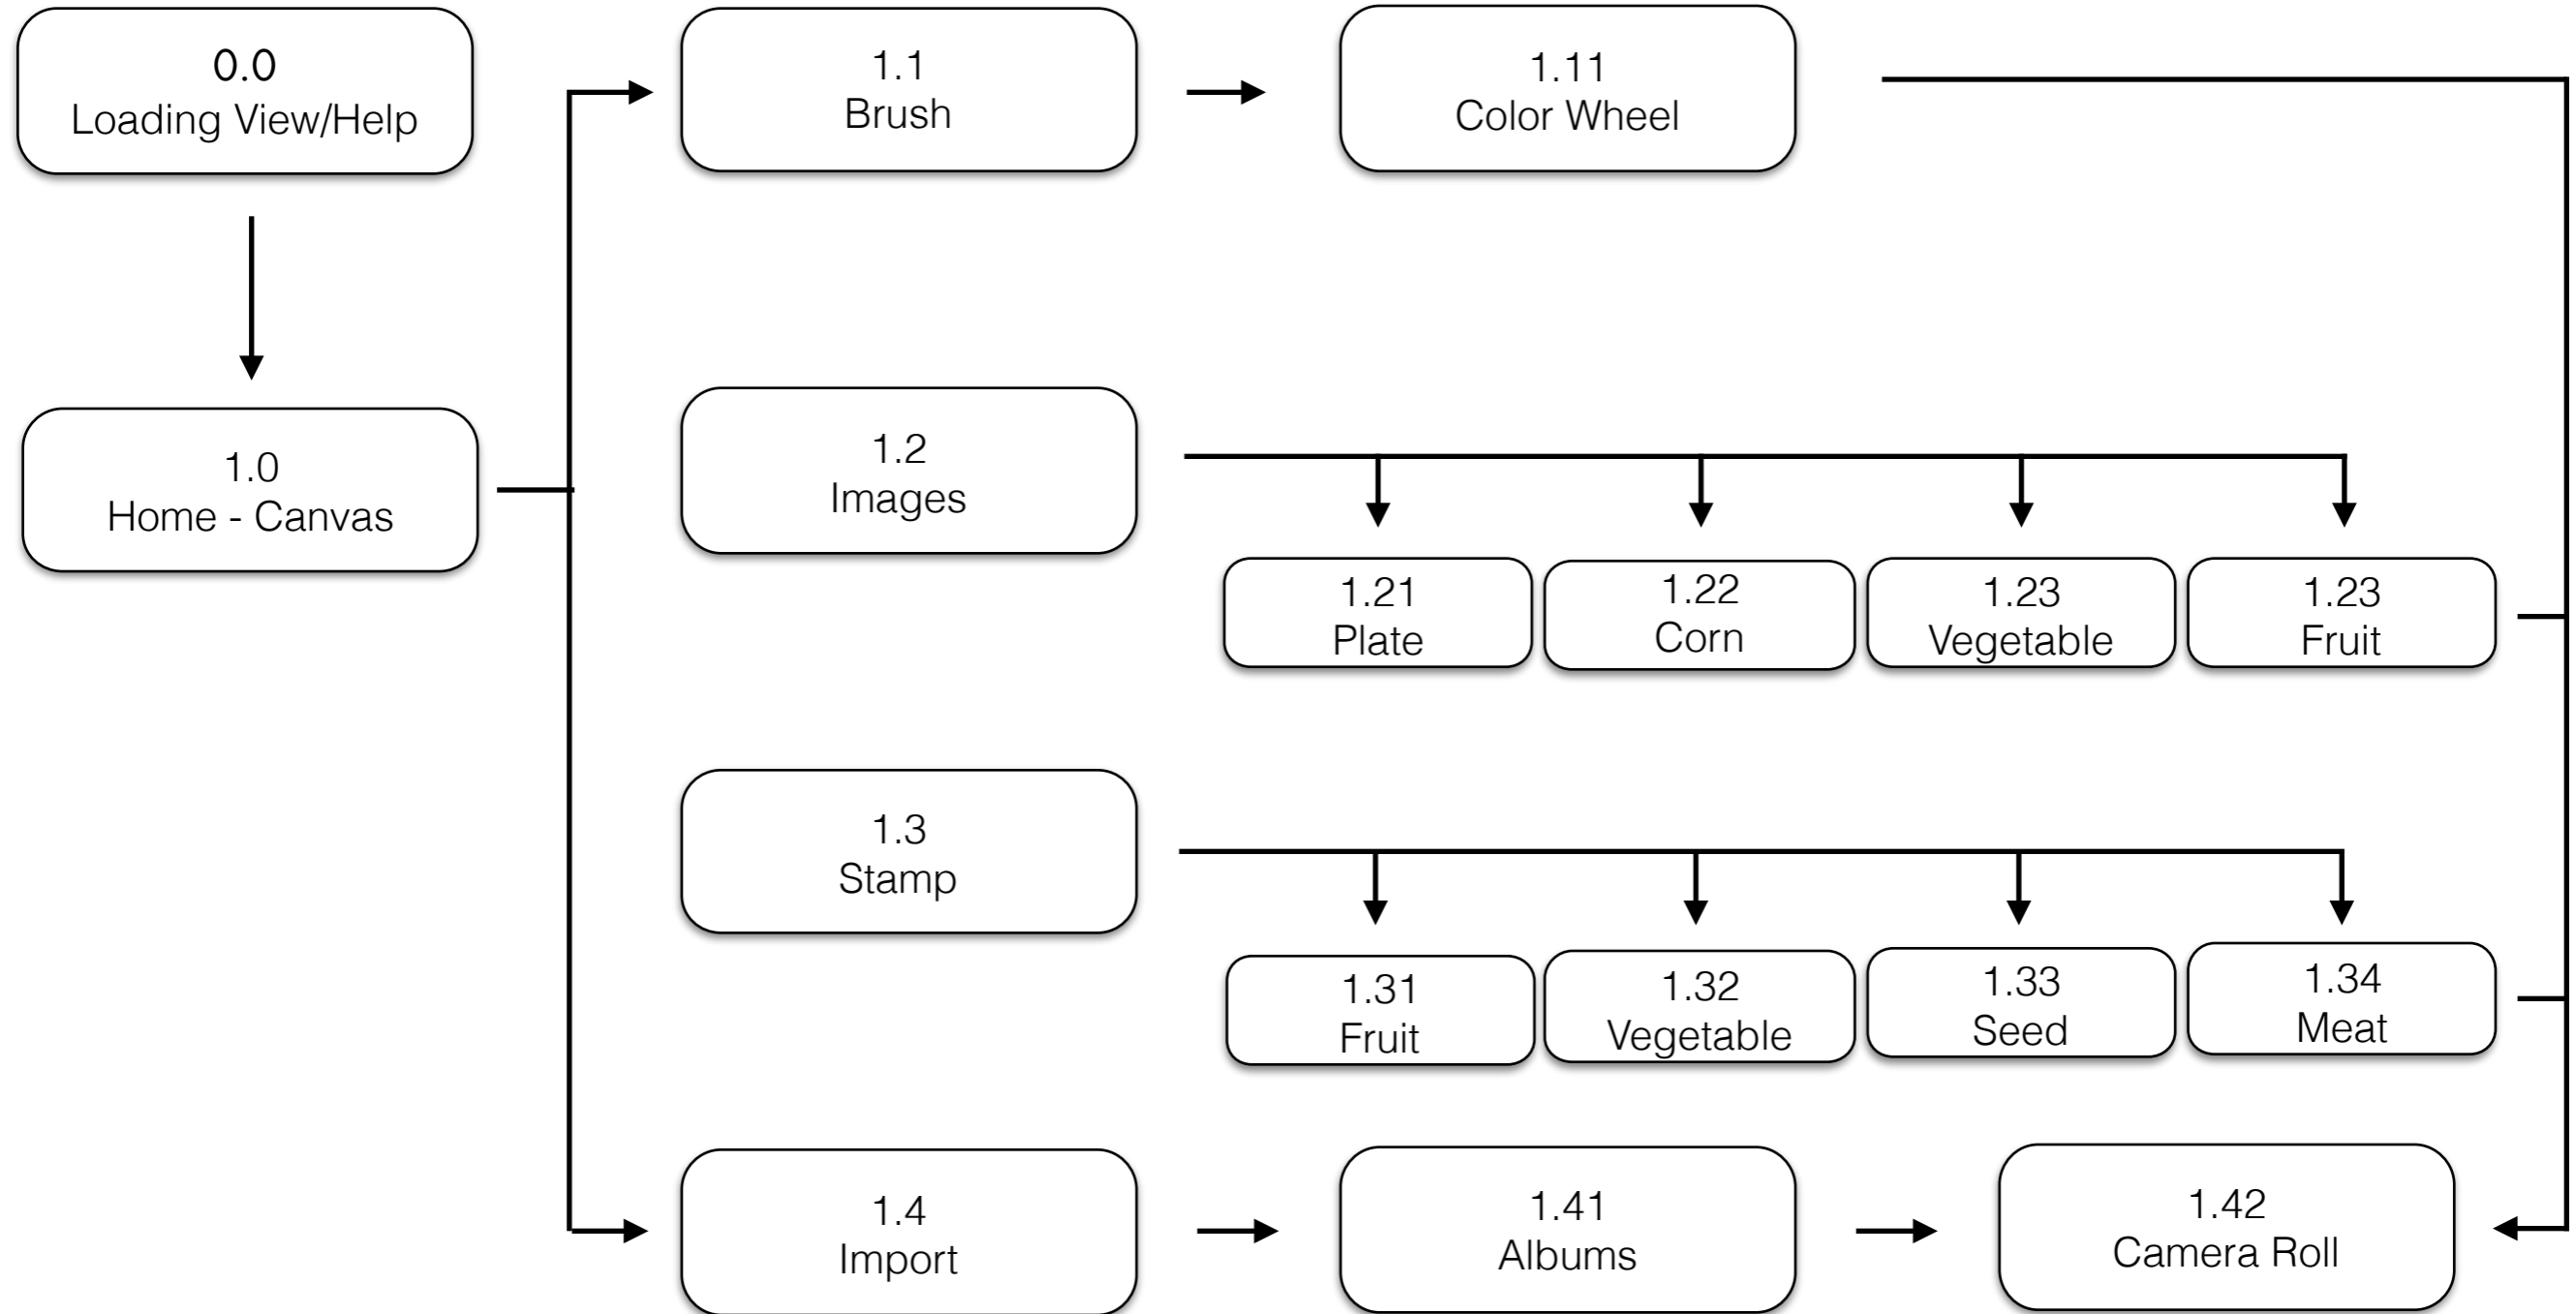 0.0
Loading View/Help
1.1
Brush
1.11
Color Wheel
1.0
Home - Canvas
1.2
Images
1.21
Plate
1.22
Corn
1.23
Vegetable
1.23
Fruit
1.3
Stamp
1.31
Fruit
1.32
Vegetable
1.33
Seed
1.34
Meat
1.4
Import
1.41
Albums
1.42
Camera Roll